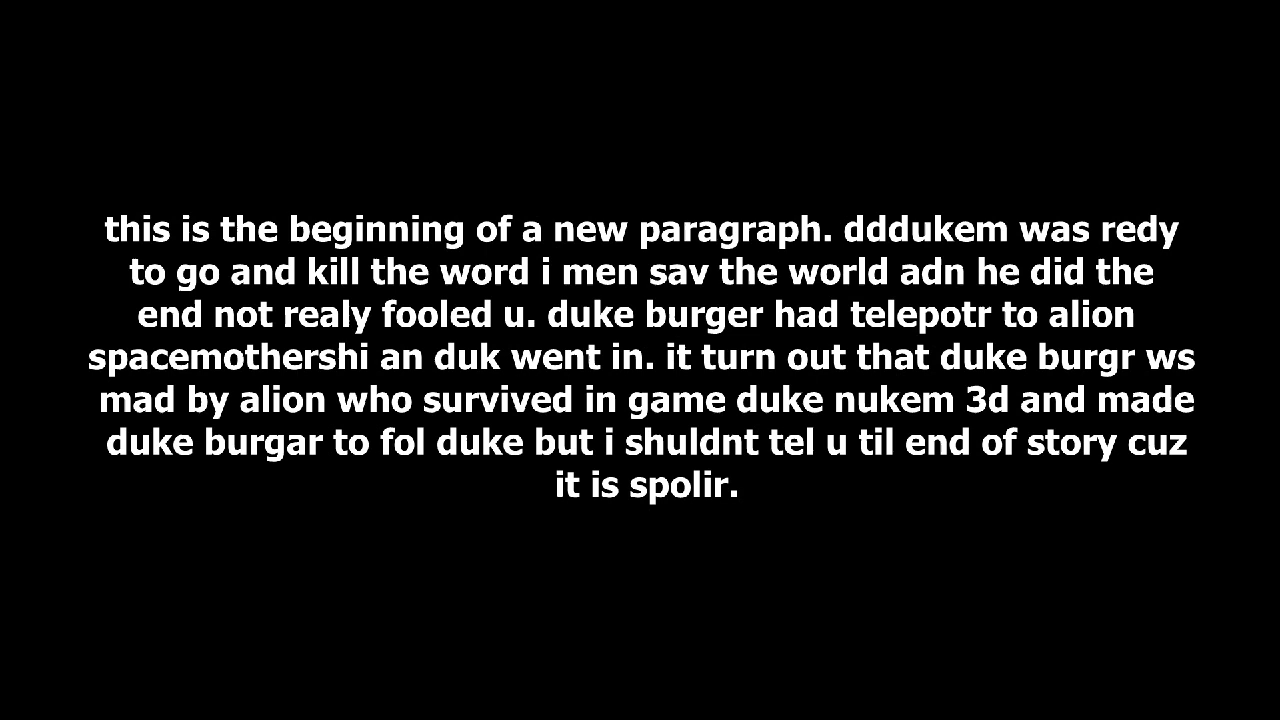 this is the beginning of a new paragraph. dddukem was redy
to go and kill the word i men sav the world adn he did the
end not realy fooled u. duke burger had telepotr to alion
spacemothershi an duk went in. it turn out that duke burgr ws
mad by alion who survived in game duke nukem 3d and made
duke burgar to fol duke but i shuldnt tel u til end of story cuz
it is spolir.